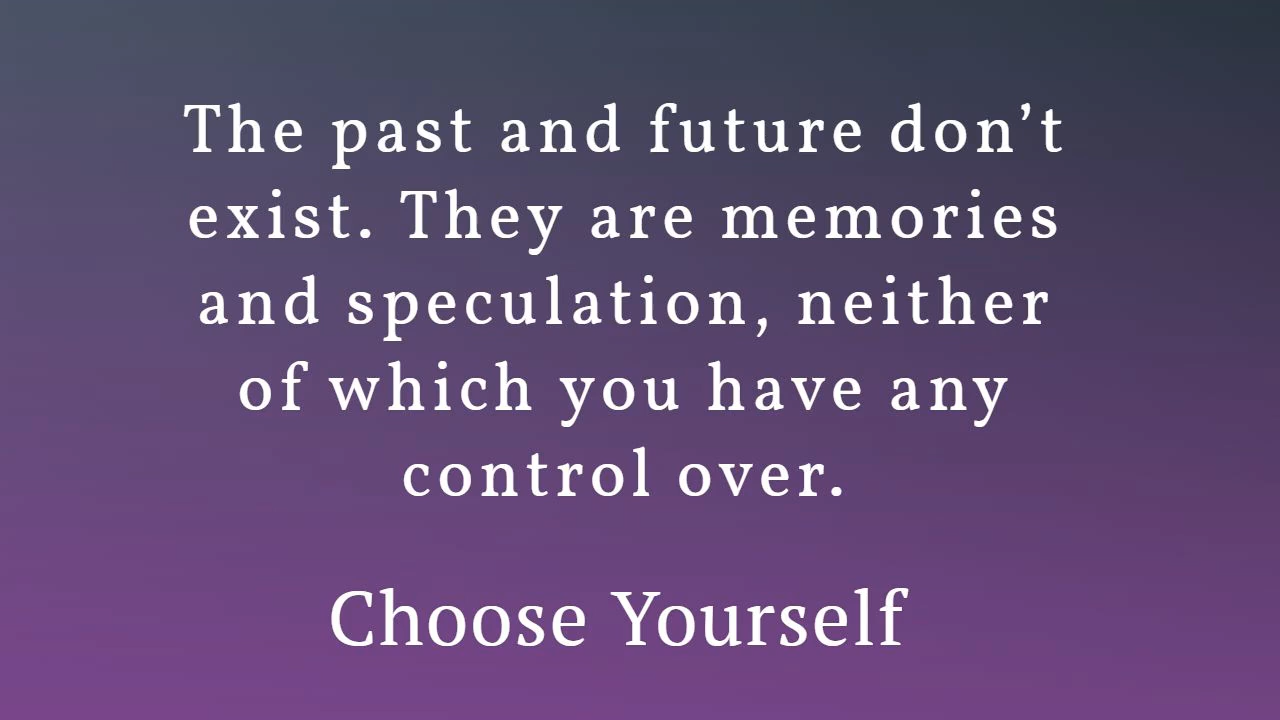 The past and future don’t
exist. They are memories
and speculation, neither
of which you have any
control over.
Choose Yourself